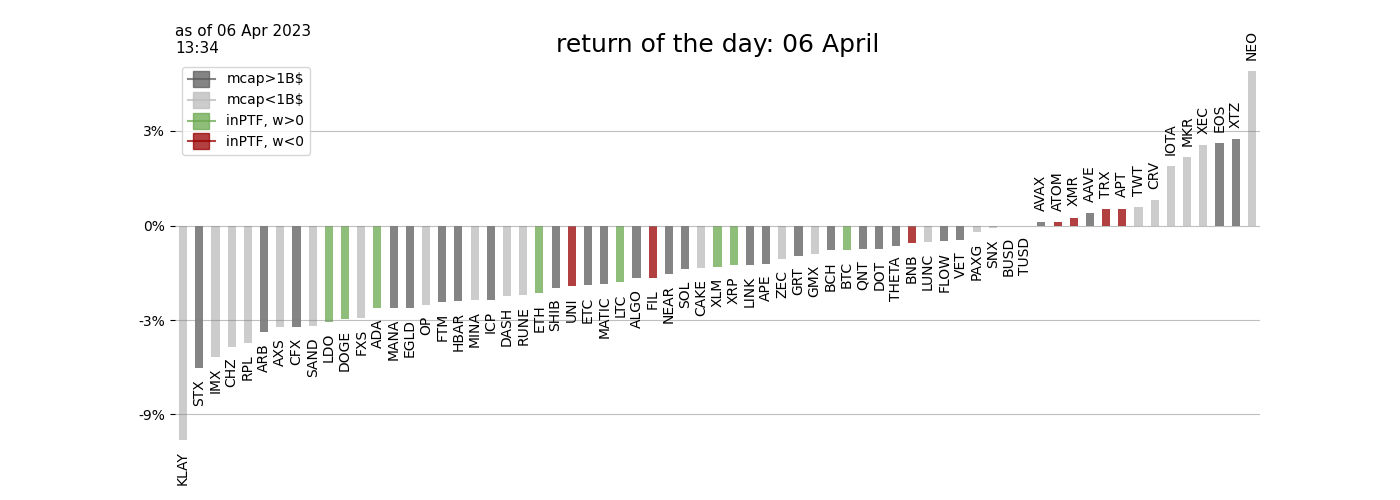 as of 06 Apr 2023
13:34
return of the day: 06 April
mcap>1B$
mcap<1B$
inPTF, w>0
inPTF, w<0
3%
0%
-3%
-9%
KLAY
STX
IMX
CHZ
RPL
ARB
AXS
CFX
SAND
LDO
DOGE
FXS
ADA
MANA
EGLD
OP
FTM
HBAR
MINA
ICP
DASH
RUNE
ETH
SHIB
UNI
ETC
MATIC
LTC
ALGO
FIL
NEAR
SOL
CAKE
XLM
XRP
LINK
APE
ZEC
GRT
GMX
BCH
BTC
QNT
DOT
THETA
BNB
LUNC
FLOW
VET
PAXG
SNX
BUSD
TUSD
AVAX
ATOM
XMR
AAVE
TRX
APT
TWT
CRV
IOTA
MKR
XEC
EOS
XTZ
NEO